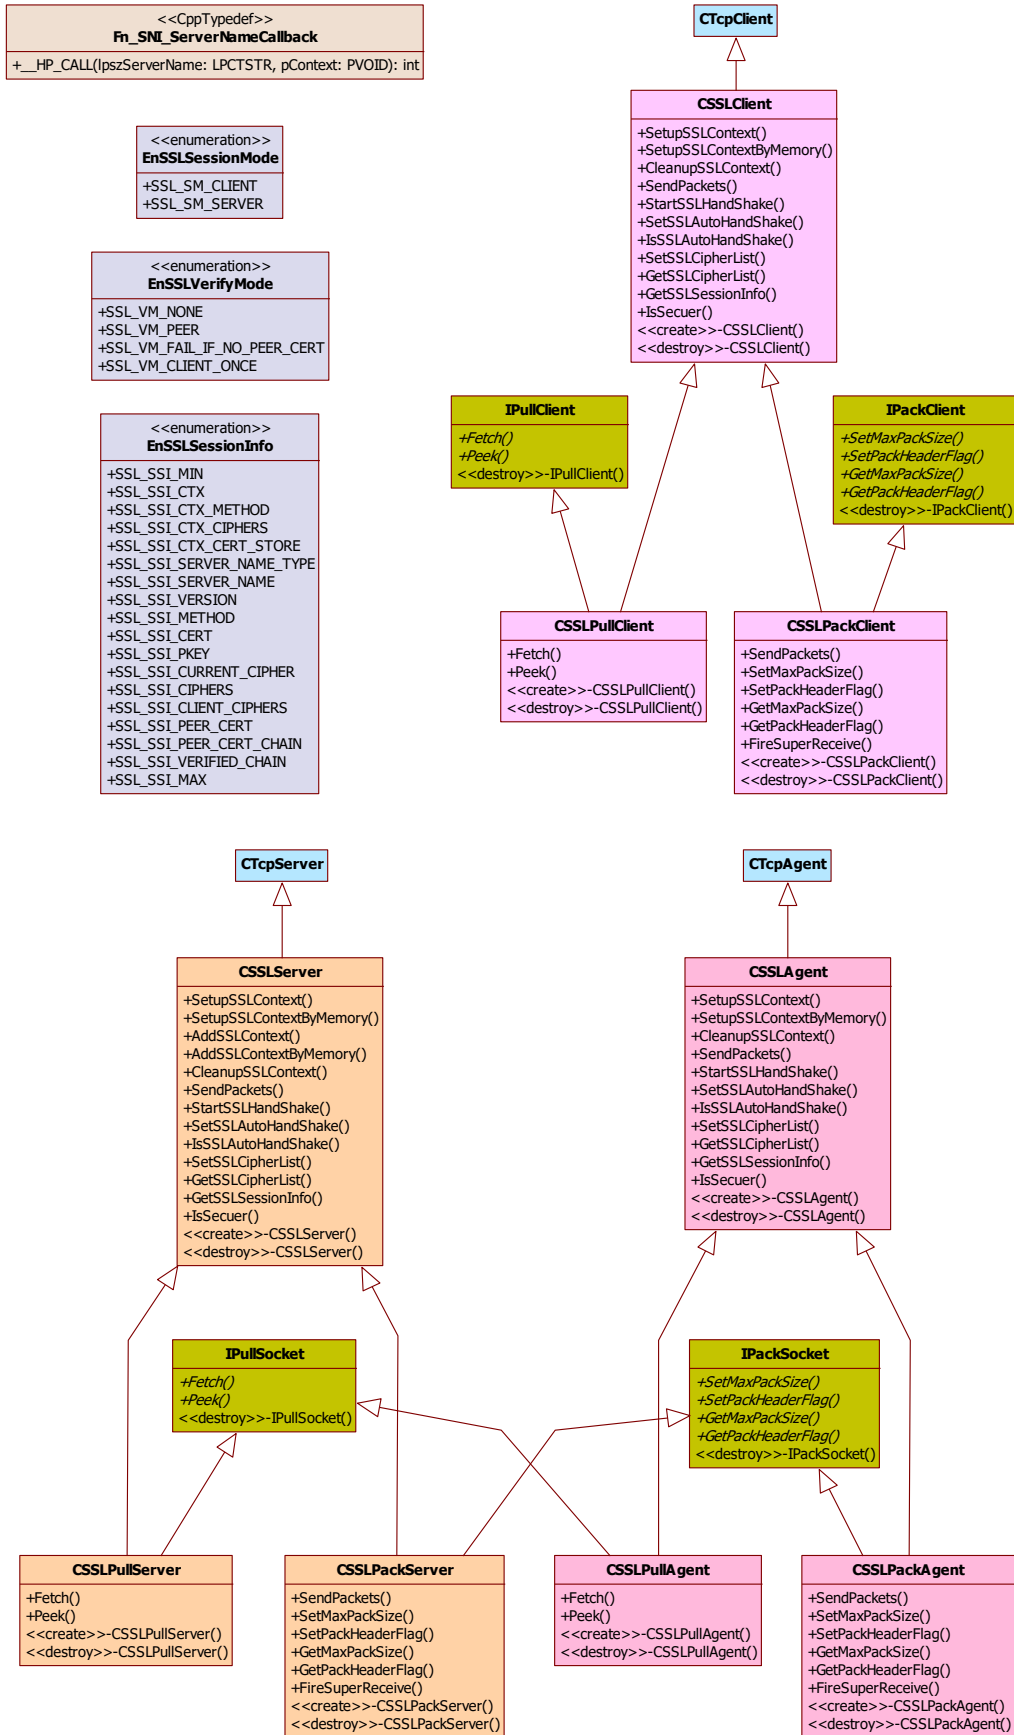 <<CppTypedef>>
Fn_SNI_ServerNameCallback
+__HP_CALL(lpszServerName: LPCTSTR, pContext: PVOID): int
<<enumeration>>
EnSSLSessionMode
+SSL_SM_CLIENT
+SSL_SM_SERVER
<<enumeration>>
EnSSLVerifyMode
+SSL_VM_NONE
+SSL_VM_PEER
+SSL_VM_FAIL_IF_NO_PEER_CERT
+SSL_VM_CLIENT_ONCE
<<enumeration>>
EnSSLSessionInfo
+SSL_SSI_MIN
+SSL_SSI_CTX
+SSL_SSI_CTX_METHOD
+SSL_SSI_CTX_CIPHERS
+SSL_SSI_CTX_CERT_STORE
+SSL_SSI_SERVER_NAME_TYPE
+SSL_SSI_SERVER_NAME
+SSL_SSI_VERSION
+SSL_SSI_METHOD
+SSL_SSI_CERT
+SSL_SSI_PKEY
+SSL_SSI_CURRENT_CIPHER
+SSL_SSI_CIPHERS
+SSL_SSI_CLIENT_CIPHERS
+SSL_SSI_PEER_CERT
+SSL_SSI_PEER_CERT_CHAIN
+SSL_SSI_VERIFIED_CHAIN
+SSL_SSI_MAX
CTcpClient
CSSLClient
+SetupSSLContext()
+SetupSSLContextByMemory()
+CleanupSSLContext()
+SendPackets()
+StartSSLHandShake()
+SetSSLAutoHandShake()
+IsSSLAutoHandShake()
+SetSSLCipherList()
+GetSSLCipherList()
+GetSSLSessionInfo()
+IsSecuer()
<<create>>-CSSLClient()
<<destroy>>-CSSLClient()
IPullClient
+Fetch()
+Peek()
<<destroy>>-IPullClient()
IPackClient
+SetMaxPackSize()
+SetPackHeaderFlag()
+GetMaxPackSize()
+GetPackHeaderFlag()
<<destroy>>-IPackClient()
CSSLPullClient
+Fetch()
+Peek()
<<create>>-CSSLPullClient()
<<destroy>>-CSSLPullClient()
CSSLPackClient
+SendPackets()
+SetMaxPackSize()
+SetPackHeaderFlag()
+GetMaxPackSize()
+GetPackHeaderFlag()
+FireSuperReceive()
<<create>>-CSSLPackClient()
<<destroy>>-CSSLPackClient()
CTcpServer
CSSLServer
+SetupSSLContext()
+SetupSSLContextByMemory()
+AddSSLContext()
+AddSSLContextByMemory()
+CleanupSSLContext()
+SendPackets()
+StartSSLHandShake()
+SetSSLAutoHandShake()
+IsSSLAutoHandShake()
+SetSSLCipherList()
+GetSSLCipherList()
+GetSSLSessionInfo()
+IsSecuer()
<<create>>-CSSLServer()
<<destroy>>-CSSLServer()
CTcpAgent
CSSLAgent
+SetupSSLContext()
+SetupSSLContextByMemory()
+CleanupSSLContext()
+SendPackets()
+StartSSLHandShake()
+SetSSLAutoHandShake()
+IsSSLAutoHandShake()
+SetSSLCipherList()
+GetSSLCipherList()
+GetSSLSessionInfo()
+IsSecuer()
<<create>>-CSSLAgent()
<<destroy>>-CSSLAgent()
IPullSocket
+Fetch()
+Peek()
<<destroy>>-IPullSocket()
IPackSocket
+SetMaxPackSize()
+SetPackHeaderFlag()
+GetMaxPackSize()
+GetPackHeaderFlag()
<<destroy>>-IPackSocket()
CSSLPullServer
+Fetch()
+Peek()
<<create>>-CSSLPullServer()
<<destroy>>-CSSLPullServer()
CSSLPackServer
+SendPackets()
+SetMaxPackSize()
+SetPackHeaderFlag()
+GetMaxPackSize()
+GetPackHeaderFlag()
+FireSuperReceive()
<<create>>-CSSLPackServer()
<<destroy>>-CSSLPackServer()
CSSLPullAgent
+Fetch()
+Peek()
<<create>>-CSSLPullAgent()
<<destroy>>-CSSLPullAgent()
CSSLPackAgent
+SendPackets()
+SetMaxPackSize()
+SetPackHeaderFlag()
+GetMaxPackSize()
+GetPackHeaderFlag()
+FireSuperReceive()
<<create>>-CSSLPackAgent()
<<destroy>>-CSSLPackAgent()